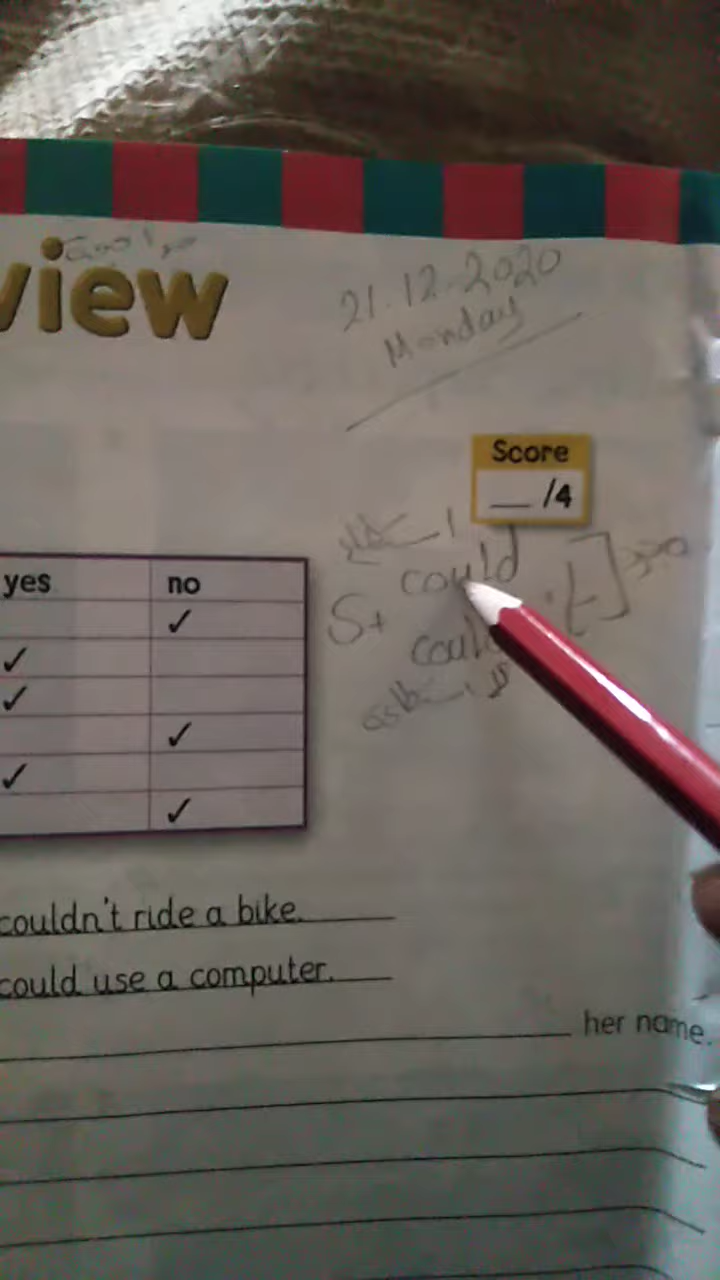 view
21.12.2020
Monday
Score
__ /4
could
S+
could
yes no
couldn't ride a bike.
could use a computer.
her name.